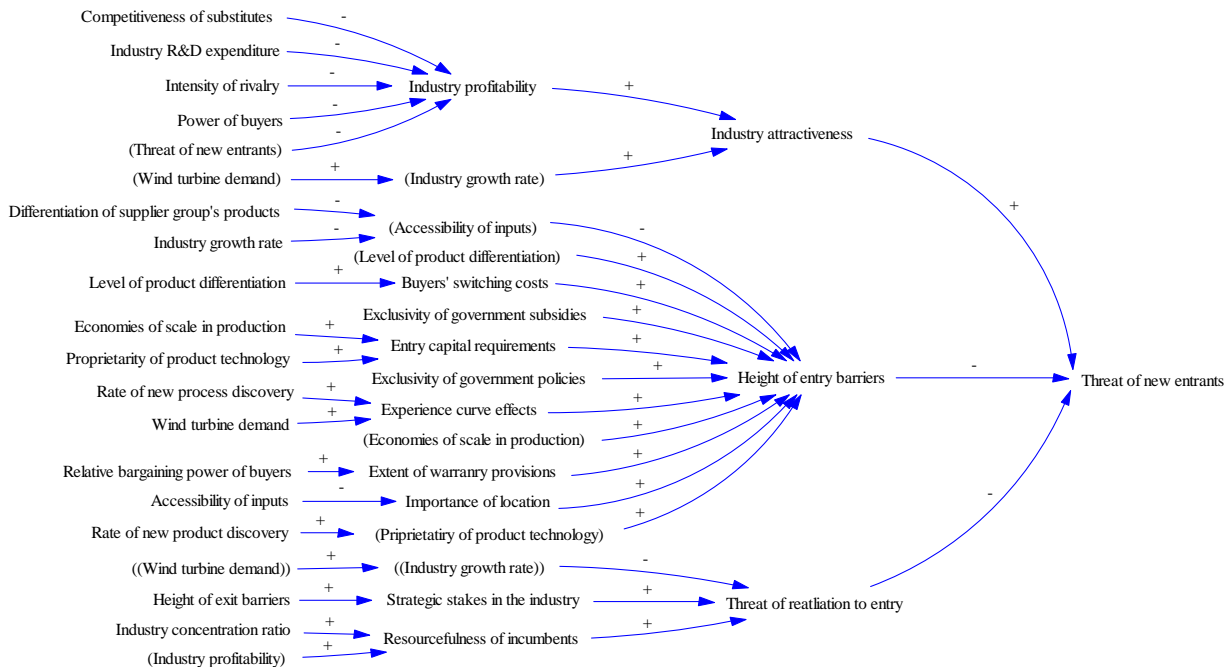 Competitiveness of substitutes
-
Industry R&D expenditure
-
Intensity of rivalry
-
Industry profitability
+
Power of buyers
-
Industry attractiveness
(Threat of new entrants)
-
(Wind turbine demand)
+
(Industry growth rate)
+
Differentiation of supplier group's products
-
+
(Accessibility of inputs)
-
Industry growth rate
-
(Level of product differentiation)
+
Level of product differentiation
+
Buyers' switching costs
+
Exclusivity of government subsidies
+
Economies of scale in production
+
Entry capital requirements
+
Proprietarity of product technology
+
Exclusivity of government policies
+
Height of entry barriers
-
Threat of new entrants
Rate of new process discovery
+
Experience curve effects
+
Wind turbine demand
+
(Economies of scale in production)
+
Relative bargaining power of buyers
+
Extent of warranry provisions
+
Accessibility of inputs
-
Importance of location
+
-
Rate of new product discovery
+
(Priprietatiry of product technology)
+
((Wind turbine demand))
+
((Industry growth rate))
-
Height of exit barriers
+
Strategic stakes in the industry
+
Threat of reatliation to entry
Industry concentration ratio
+
Resourcefulness of incumbents
+
(Industry profitability)
+